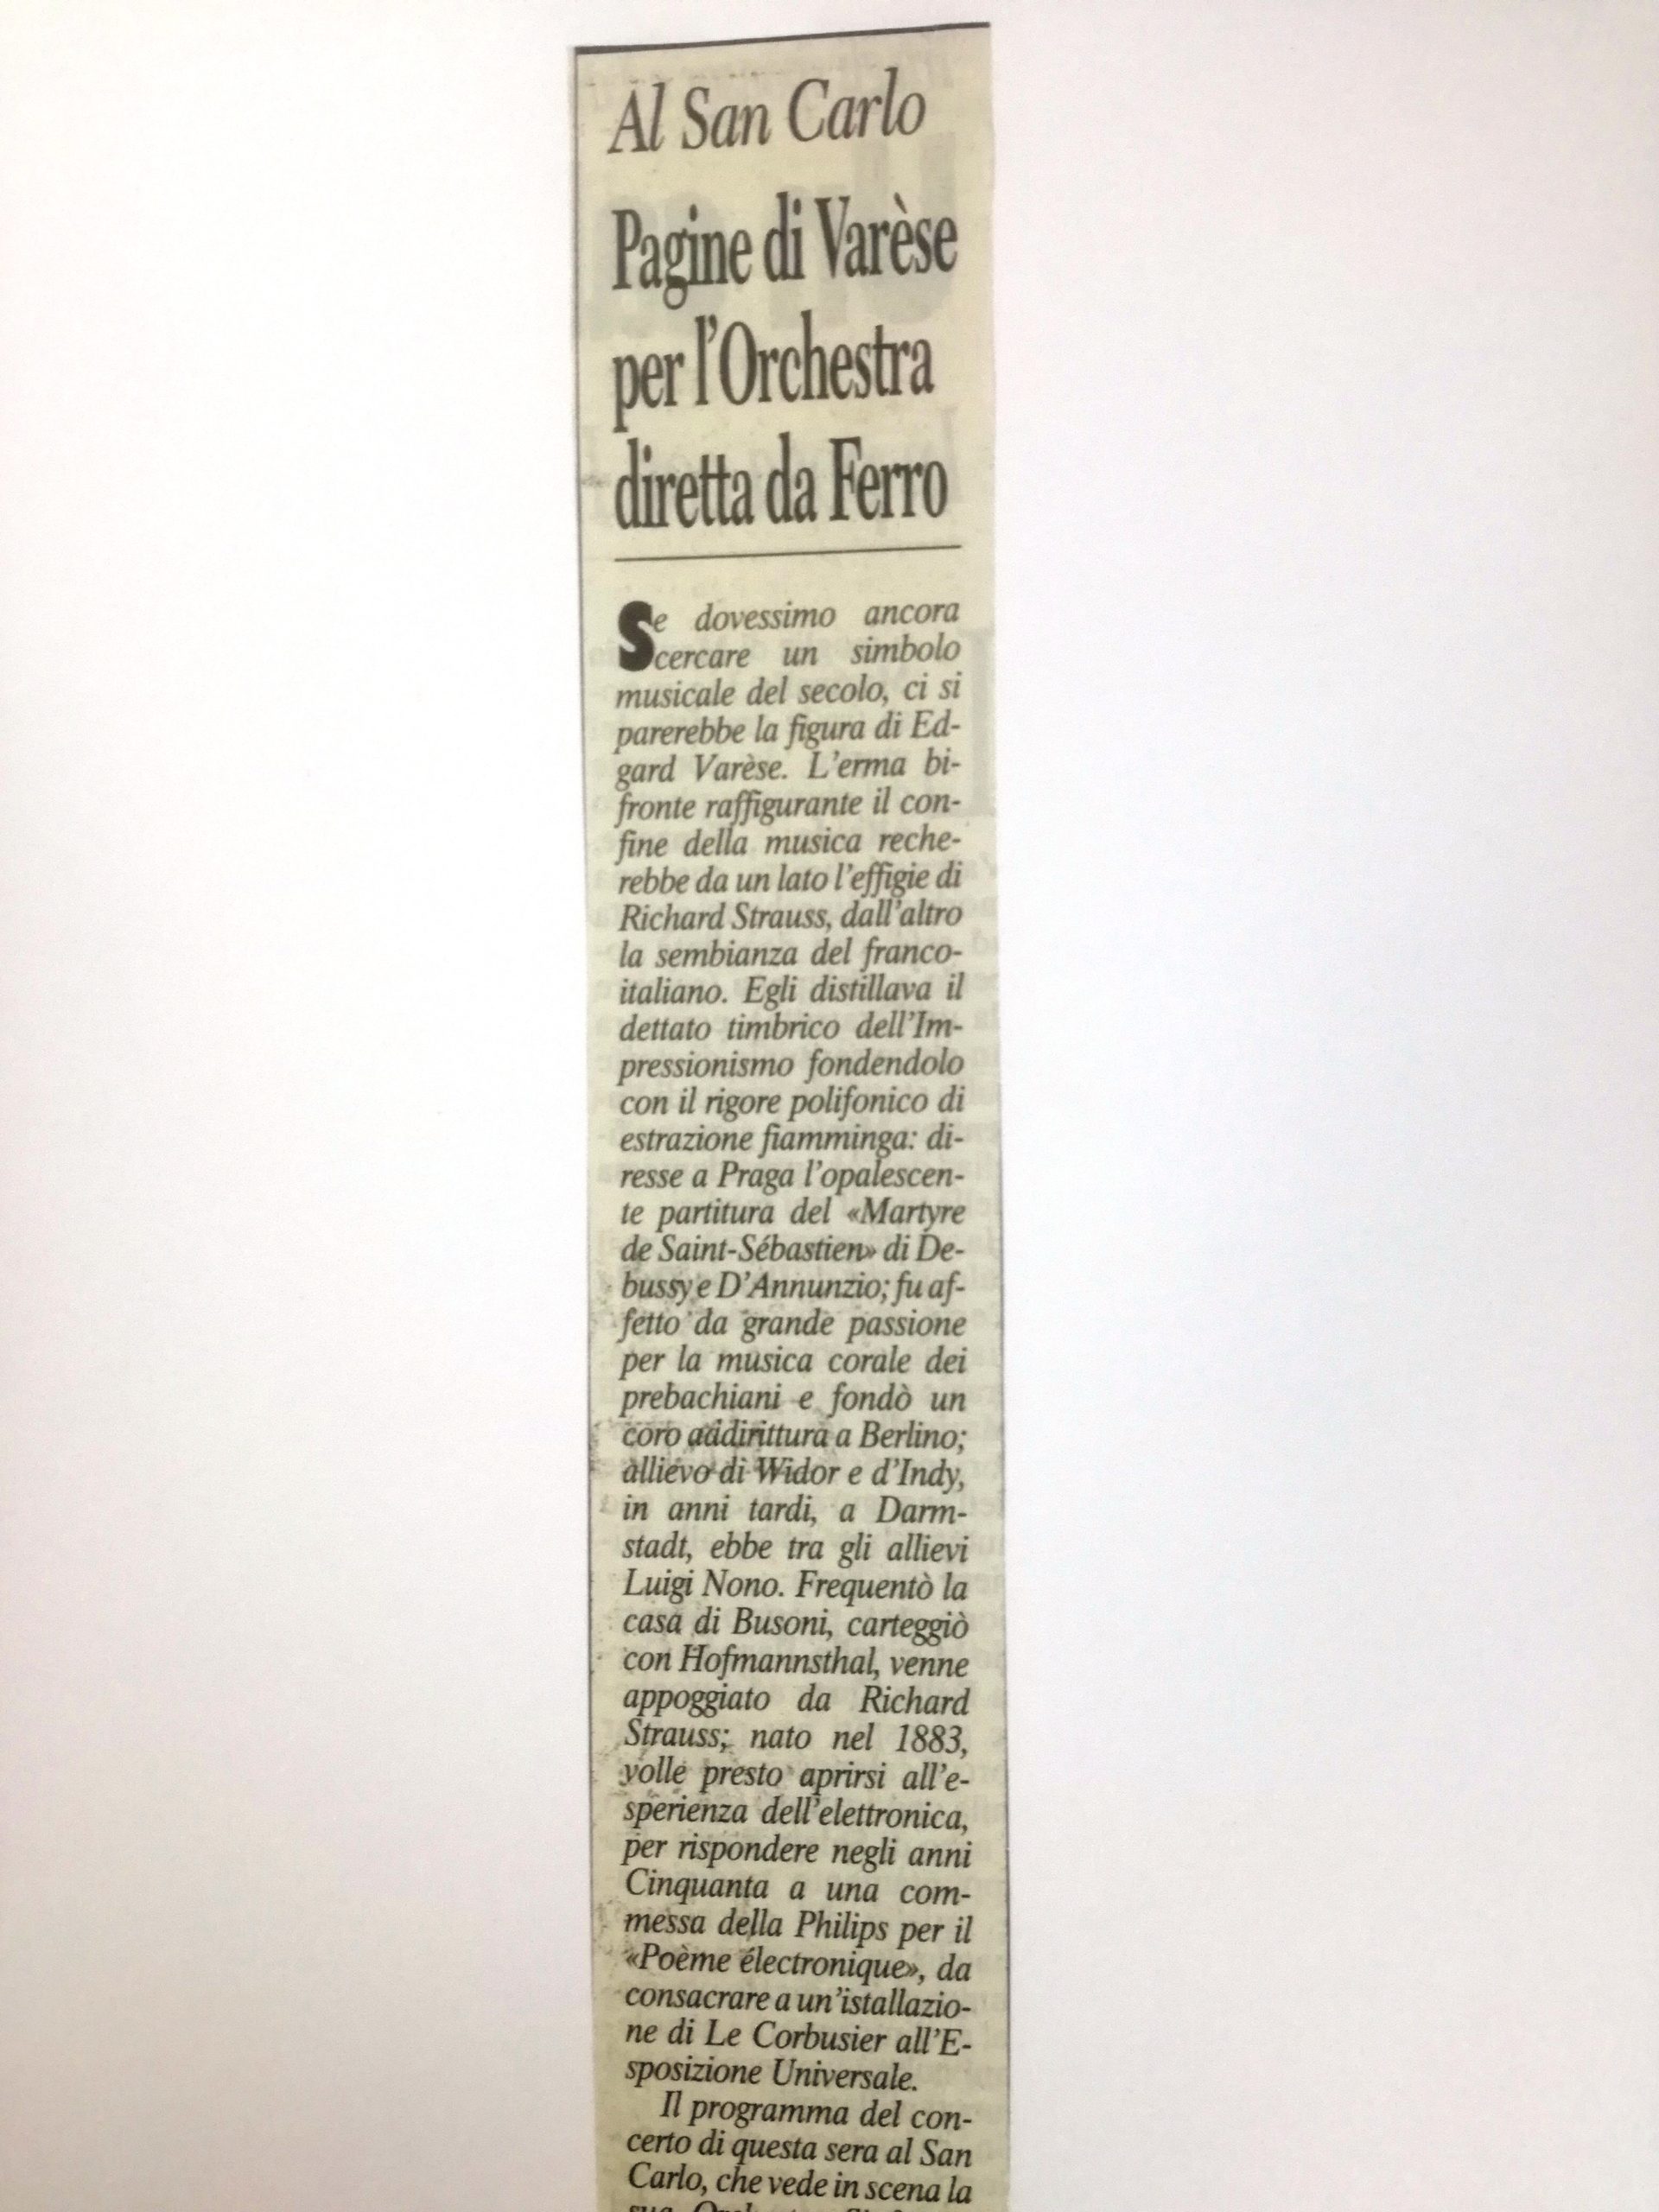 Al San Carlo
Pagine di Varèse
per l'Orchestra
diretta da Ferro
Se dovessimo ancora
cercare un simbolo
musicale del secolo, ci si
parerebbe la figura di Ed-
gard Varèse. L'erma bi-
fronte raffigurante il con-
fine della musica reche-
rebbe da un lato l'effigie di
Richard Strauss, dall'altro
la sembianza del franco-
italiano. Egli distillava il
dettato timbrico dell'Im-
pressionismo fondendolo
con il rigore polifonico di
estrazione fiamminga: di-
resse a Praga l'opalescen-
te partitura del «Martyre
de Saint-Sébastien» di De-
bussy e D'Annunzio; fu af-
fetto da grande passione
per la musica corale dei
prebachiani e fondò un
coro addirittura a Berlino;
allievo di Widor e d'Indy,
in anni tardi, a Darm-
stadt, ebbe tra gli allievi
Luigi Nono. Frequentò la
casa di Busoni, carteggiò
con Hofmannsthal, venne
appoggiato da Richard
Strauss; nato nel 1883,
volle presto aprirsi all'e-
sperienza dell'elettronica,
per rispondere negli anni
Cinquanta a una com-
messa della Philips per il
«Poème électronique», da
consacrare a un'istallazio-
ne di Le Corbusier all'E-
sposizione Universale.
Il programma del con-
certo di questa sera al San
Carlo, che vede in scena la